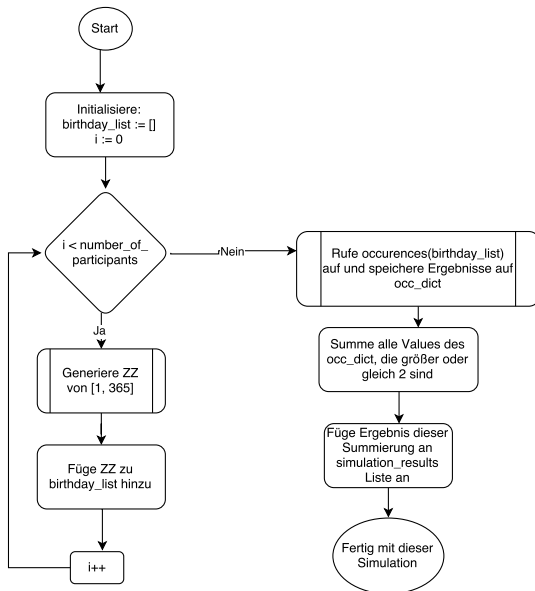 Start
Initialisiere:
birthday_list := []
i := 0
i < number_of_
participants
Nein
Ja
Generiere ZZ
von [1, 365]
Füge ZZ zu
birthday_list hinzu
i++
Rufe occurences(birthday_list)
auf und speichere Ergebnisse auf
occ_dict
Summe alle Values des
occ_dict, die größer oder
gleich 2 sind
Füge Ergebnis dieser
Summierung an
simulation_results
Liste an
Fertig mit dieser
Simulation